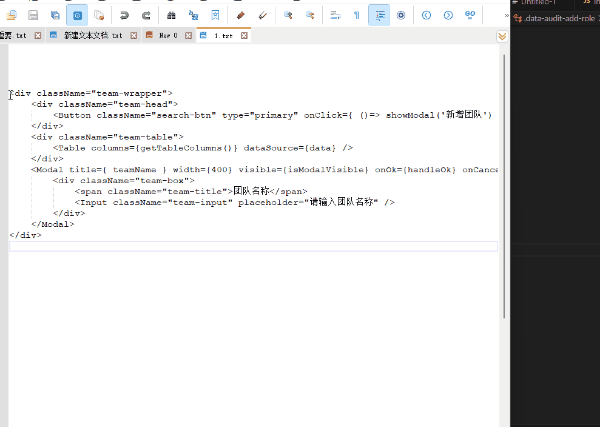 Untitled-1
重要 txt 新建文本文档 txt New 0 1.txt
.data-audit-add-role
<div className="team-wrapper">
<div className="team-head">
<Button className="search-btn" type="primary" onClick={ ()=> showModal('新增团队')
</div>
<div className="team-table">
<Table columns={getTableColumns()} dataSource={data} />
</div>
<Modal title={ teamName } width={400} visible={isModalVisible} onOk={handleOk} onCance
<div className="team-box">
<span className="team-title">团队名称</span>
<Input className="team-input" placeholder="请输入团队名称" />
</div>
</Modal>
</div>